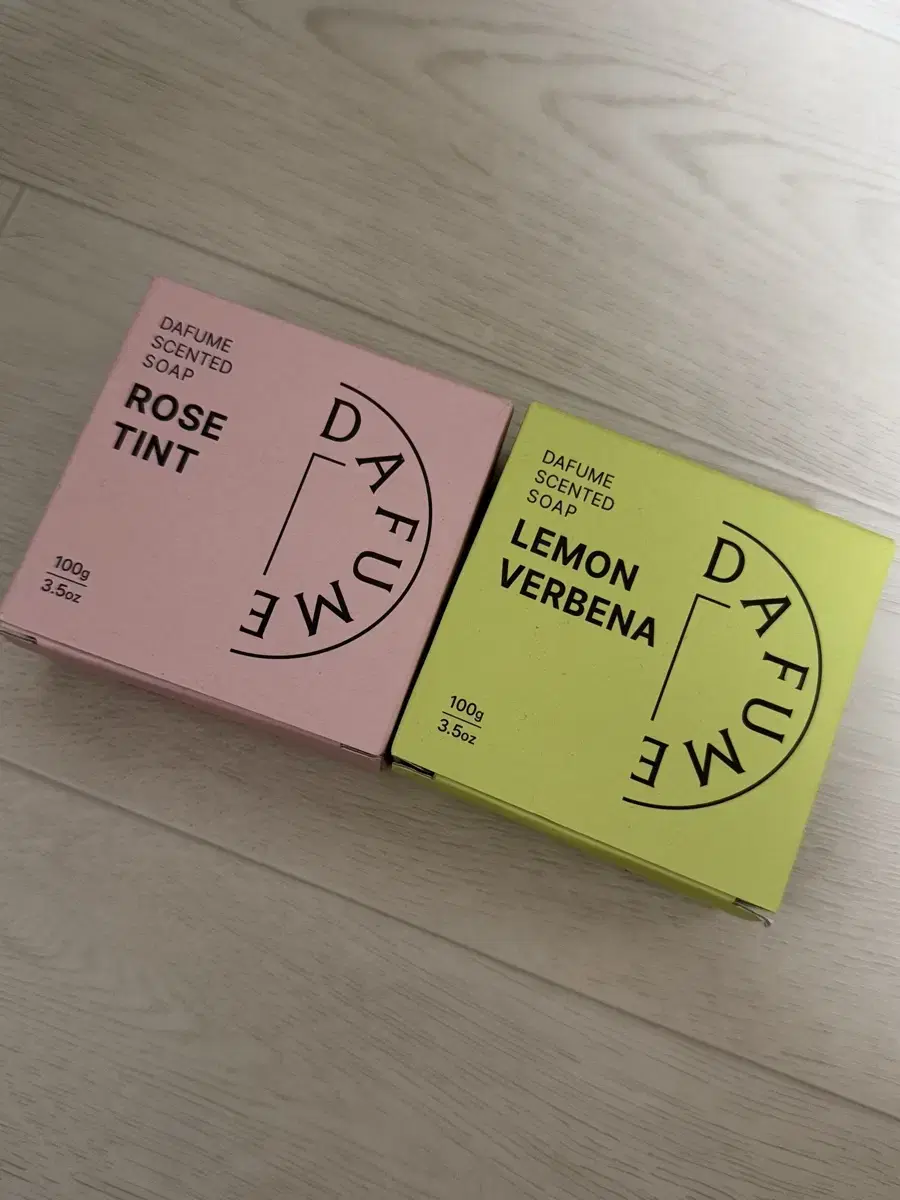 DAFUME
SCENTED
SOAP
ROSE
TINT
100g
3.5oz
DAFUME
DAFUME
SCENTED
SOAP
LEMON
VERBENA
100g
3.5oz
DAFUME